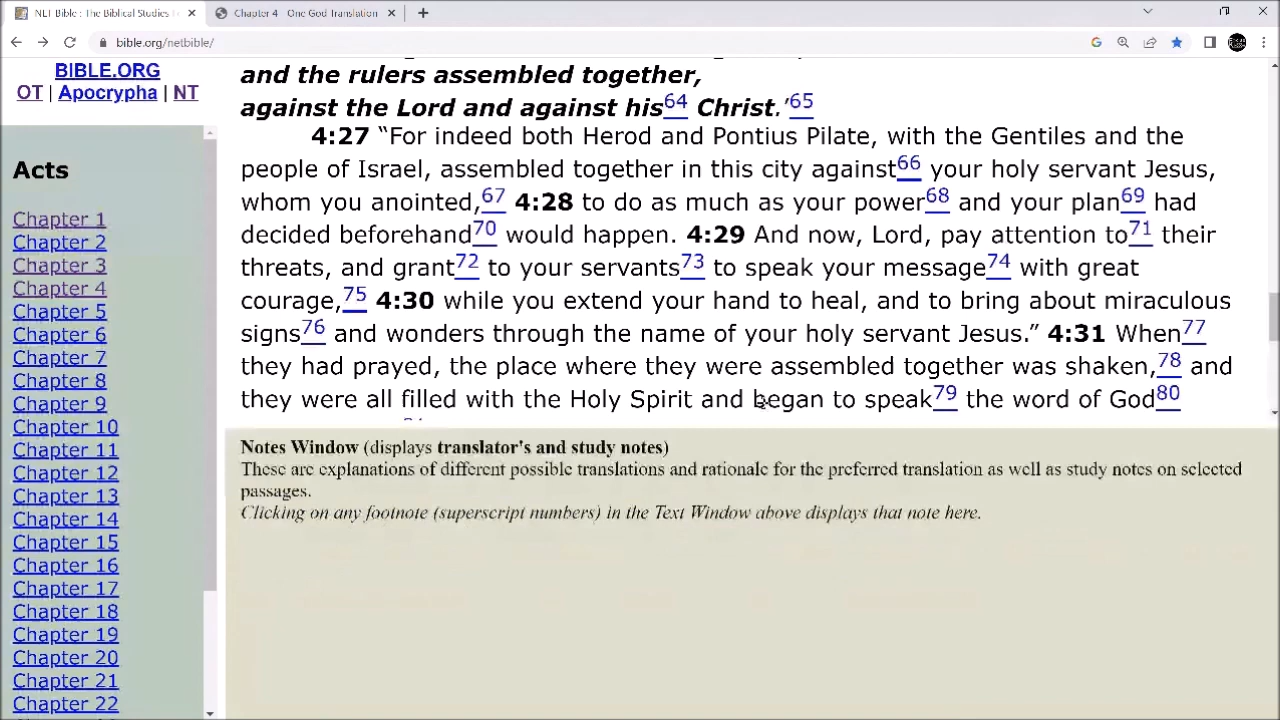 NLT Bible : The Biblical Studies
Chapter 4 One God Translation
bible.org/netbible/
BIBLE.ORG
OT | Apocrypha | NT
Acts
Chapter 1
Chapter 2
Chapter 3
Chapter 4
Chapter 5
Chapter 6
Chapter 7
Chapter 8
Chapter 9
Chapter 10
Chapter 11
Chapter 12
Chapter 13
Chapter 14
Chapter 15
Chapter 16
Chapter 17
Chapter 18
Chapter 19
Chapter 20
Chapter 21
Chapter 22
and the rulers assembled together,
against the Lord and against his64 Christ.’65
4:27 “For indeed both Herod and Pontius Pilate, with the Gentiles and the
people of Israel, assembled together in this city against66 your holy servant Jesus,
whom you anointed,67 4:28 to do as much as your power68 and your plan69 had
decided beforehand70 would happen. 4:29 And now, Lord, pay attention to71 their
threats, and grant72 to your servants73 to speak your message74 with great
courage,75 4:30 while you extend your hand to heal, and to bring about miraculous
signs76 and wonders through the name of your holy servant Jesus.” 4:31 When77
they had prayed, the place where they were assembled together was shaken,78 and
they were all filled with the Holy Spirit and began to speak79 the word of God80
Notes Window (displays translator's and study notes)
These are explanations of different possible translations and rationale for the preferred translation as well as study notes on selected
passages.
Clicking on any footnote (superscript numbers) in the Text Window above displays that note here.